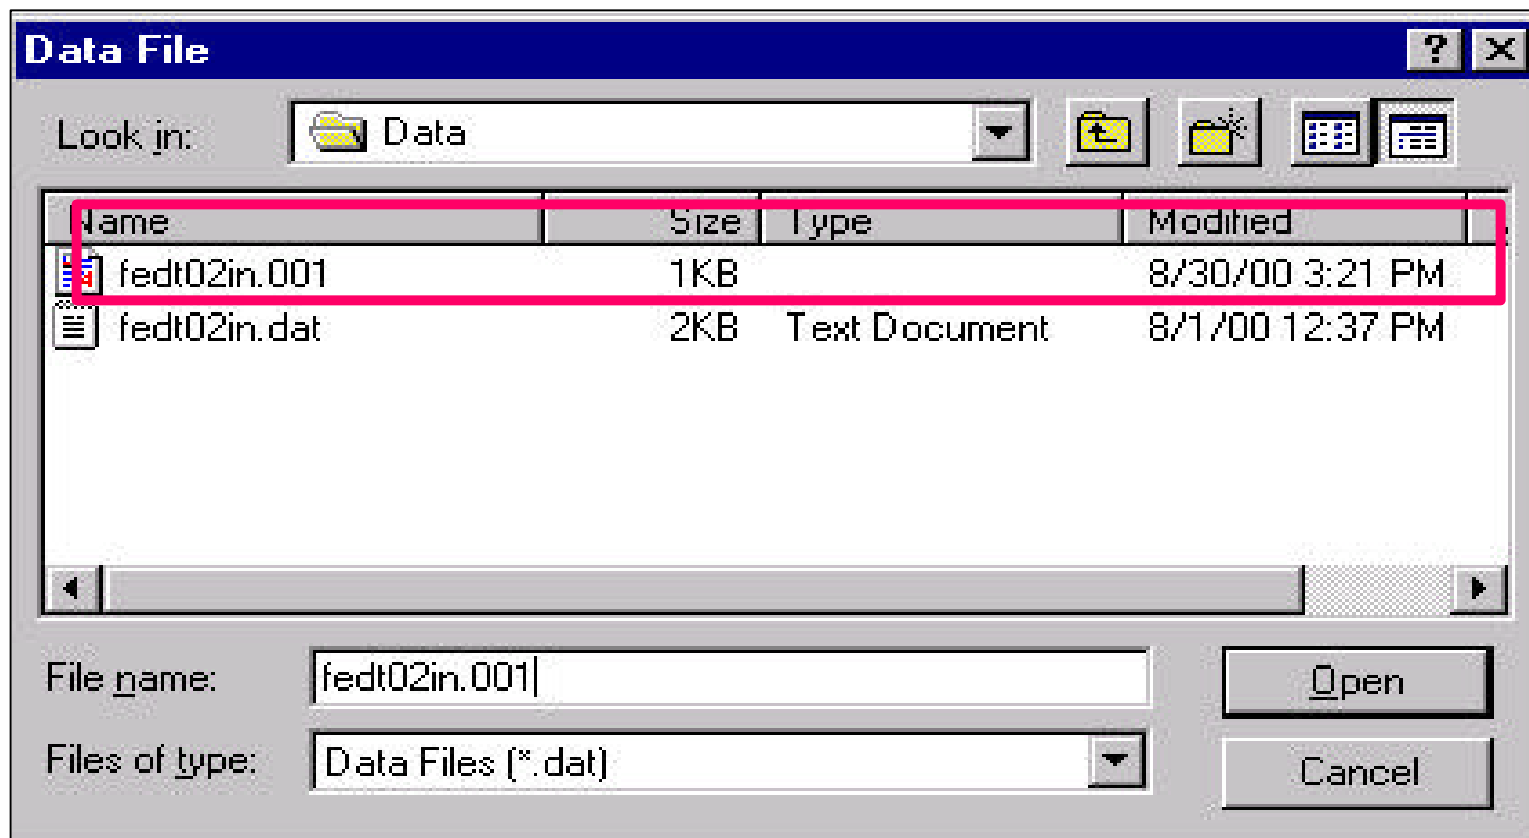 Data File
Look in: Data
Name Size Type Modified
fedt02in.001 1KB 8/30/00 3:21 PM
fedt02in.dat 2KB Text Document 8/1/00 12:37 PM
File name: fedt02in.001 Open
Files of type: Data Files (*.dat) Cancel